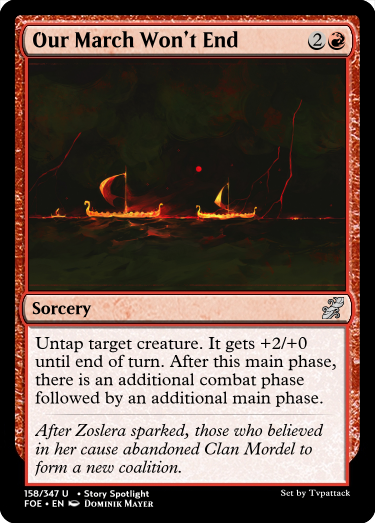 Our March Won't End 2
Sorcery
Untap target creature. It gets +2/+0
until end of turn. After this main phase,
there is an additional combat phase
followed by an additional main phase.
After Zoslera sparked, those who believed
in her cause abandoned Clan Mordel to
form a new coalition.
158/347 U • Story Spotlight
FOE • EN Dominik Mayer
Set by Tvpattack